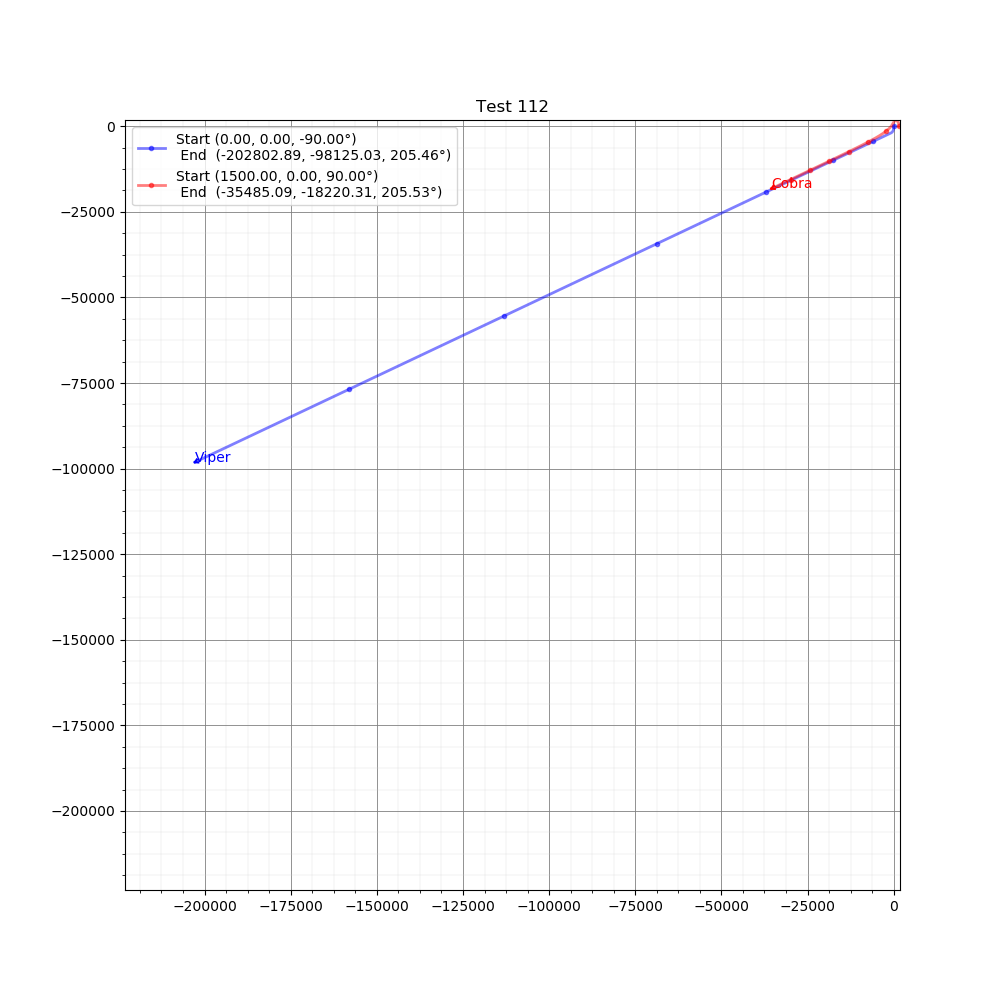 Test 112
Start (0.00, 0.00, -90.00°)
End (-202802.89, -98125.03, 205.46°)
Start (1500.00, 0.00, 90.00°)
End (-35485.09, -18220.31, 205.53°)
0
−25000
−50000
−75000
−100000
−125000
−150000
−175000
−200000
Cobra
Viper
−200000 −175000 −150000 −125000 −100000 −75000 −50000 −25000 0